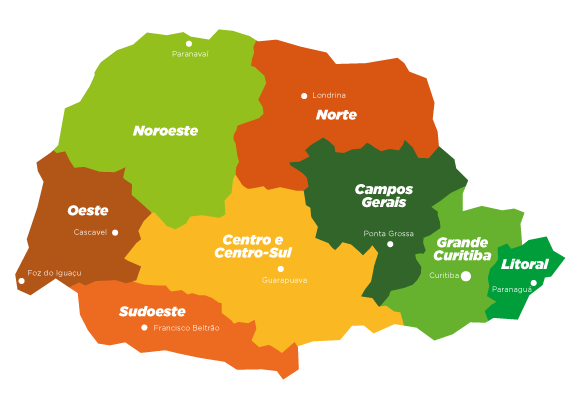 Paranavaí
Londrina
Norte
Noroeste
Campos
Gerais
Oeste
Cascavel
Ponta Grossa
Centro e
Centro-Sul
Grande
Curitiba
Litoral
Foz do Iguaçu
Guarapuava
Curitiba
Paranaguá
Sudoeste
Francisco Beltrão